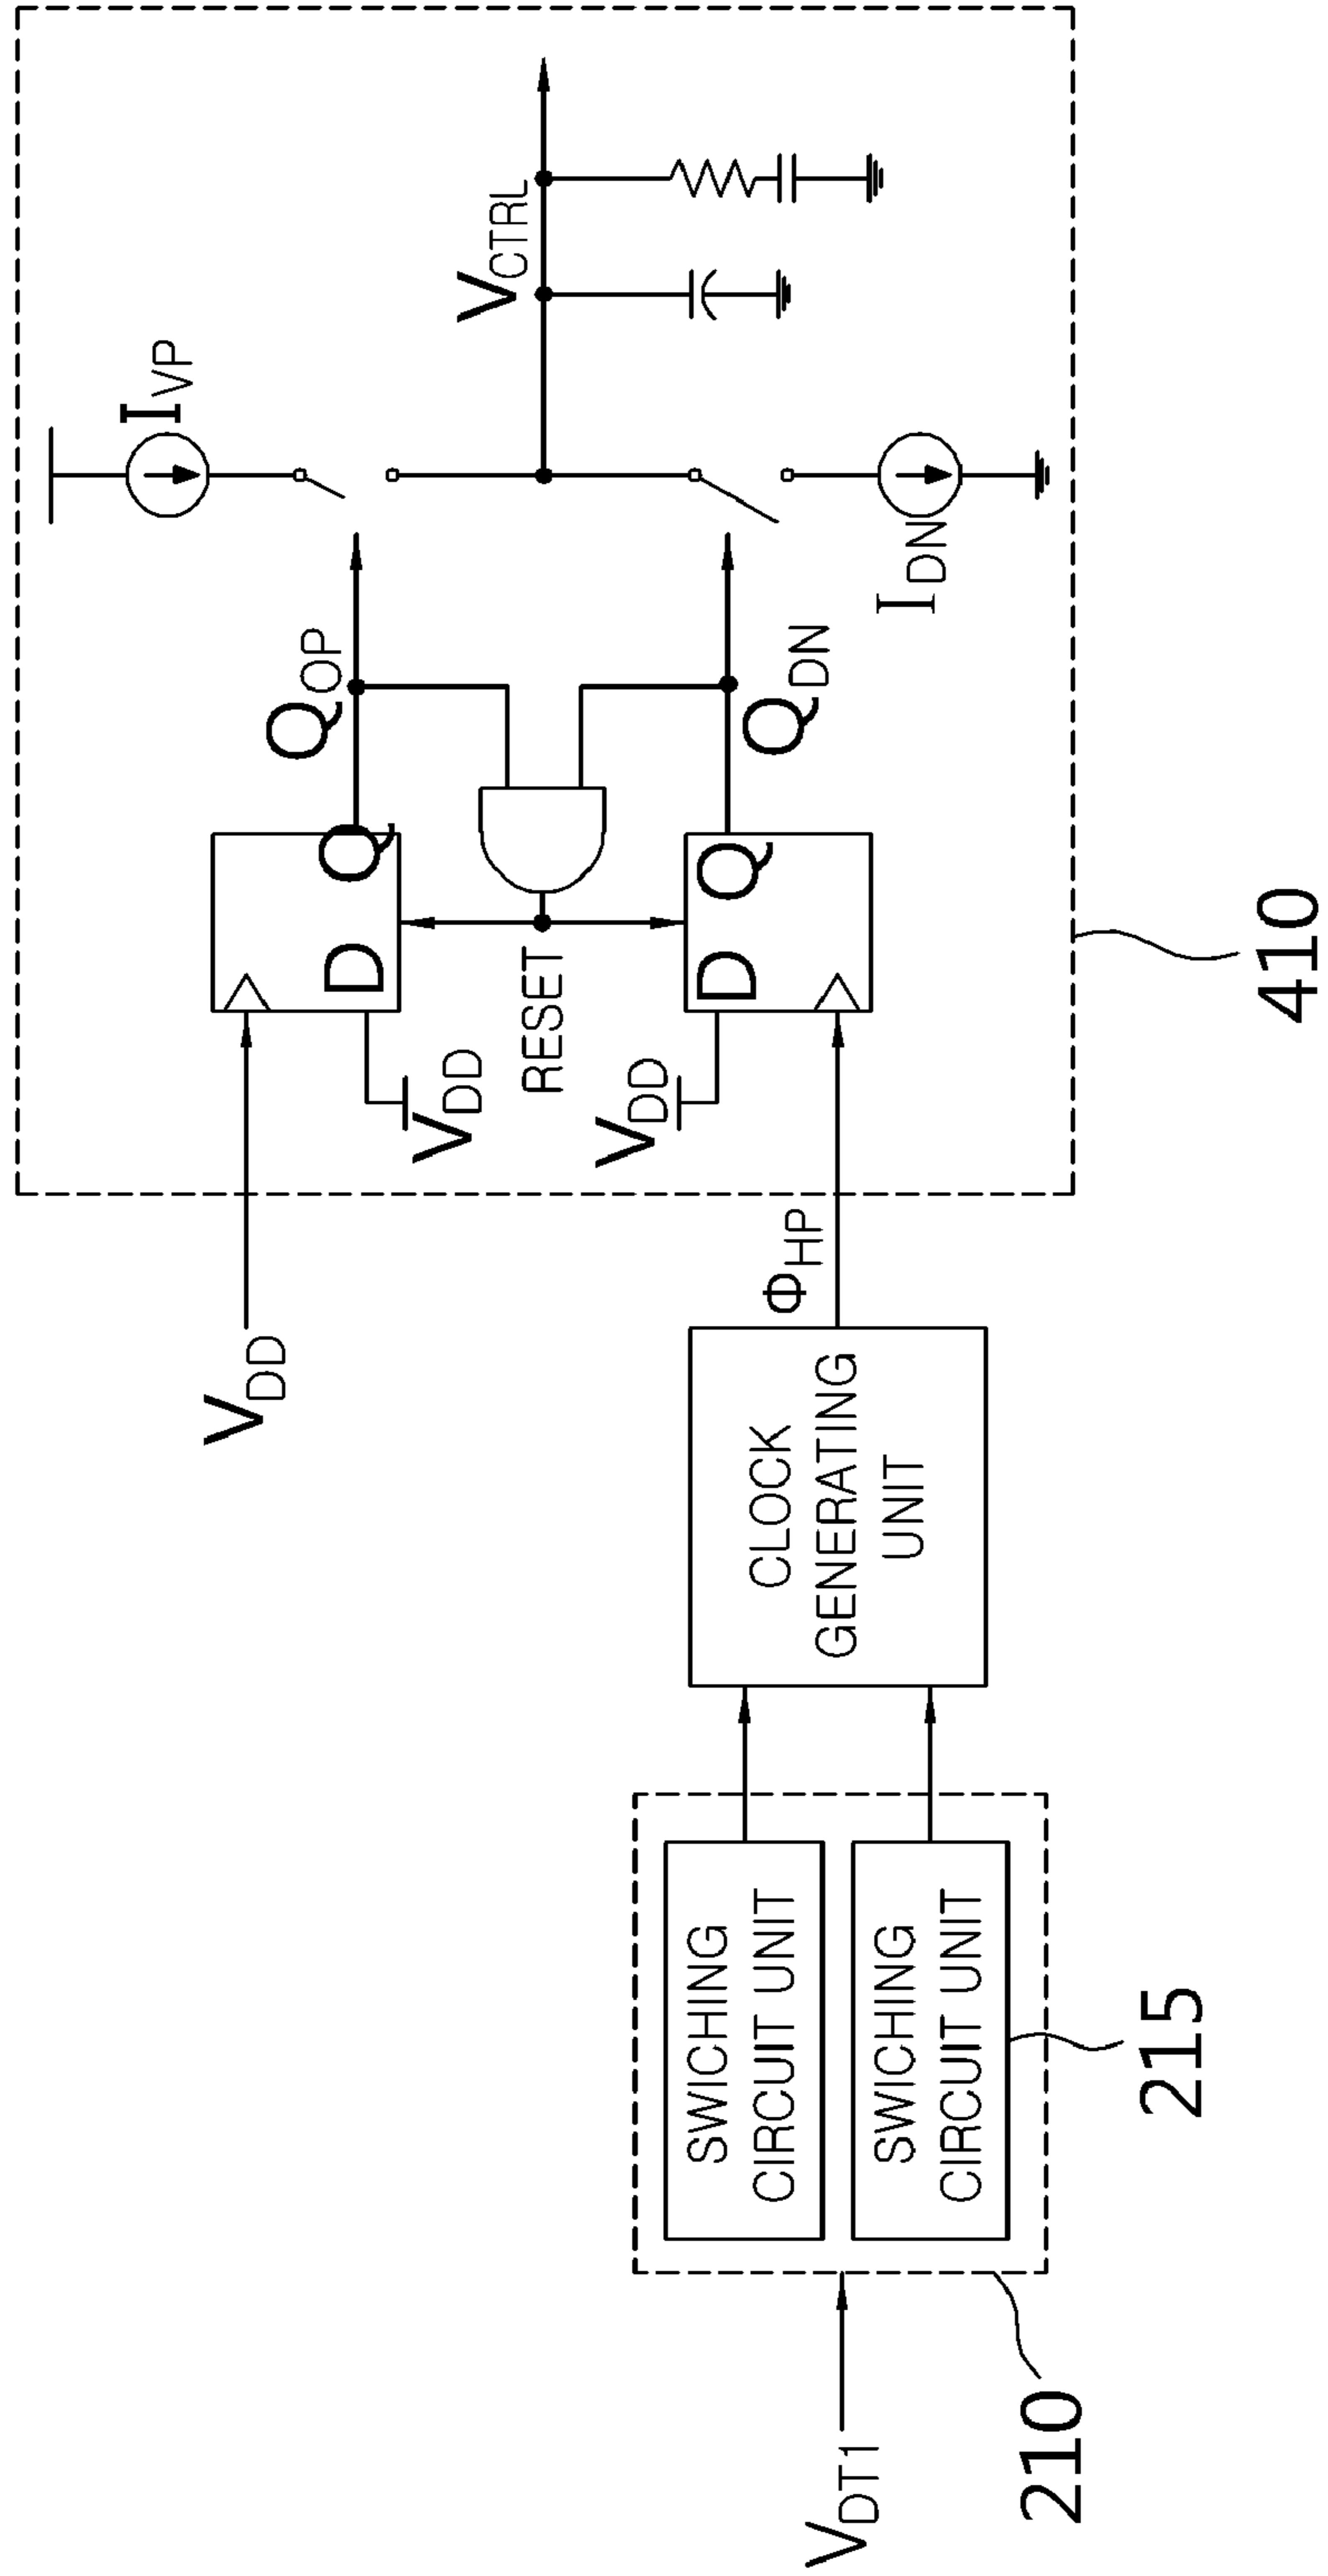 V_DT1
210
SWICHING
CIRCUIT UNIT
SWICHING
CIRCUIT UNIT
215
CLOCK
GENERATING
UNIT
Φ_HP
V_DD
V_DD
V_DD
RESET
D Q
D Q
Q_OP
Q_DN
I_VP
I_DN
V_CTRL
410